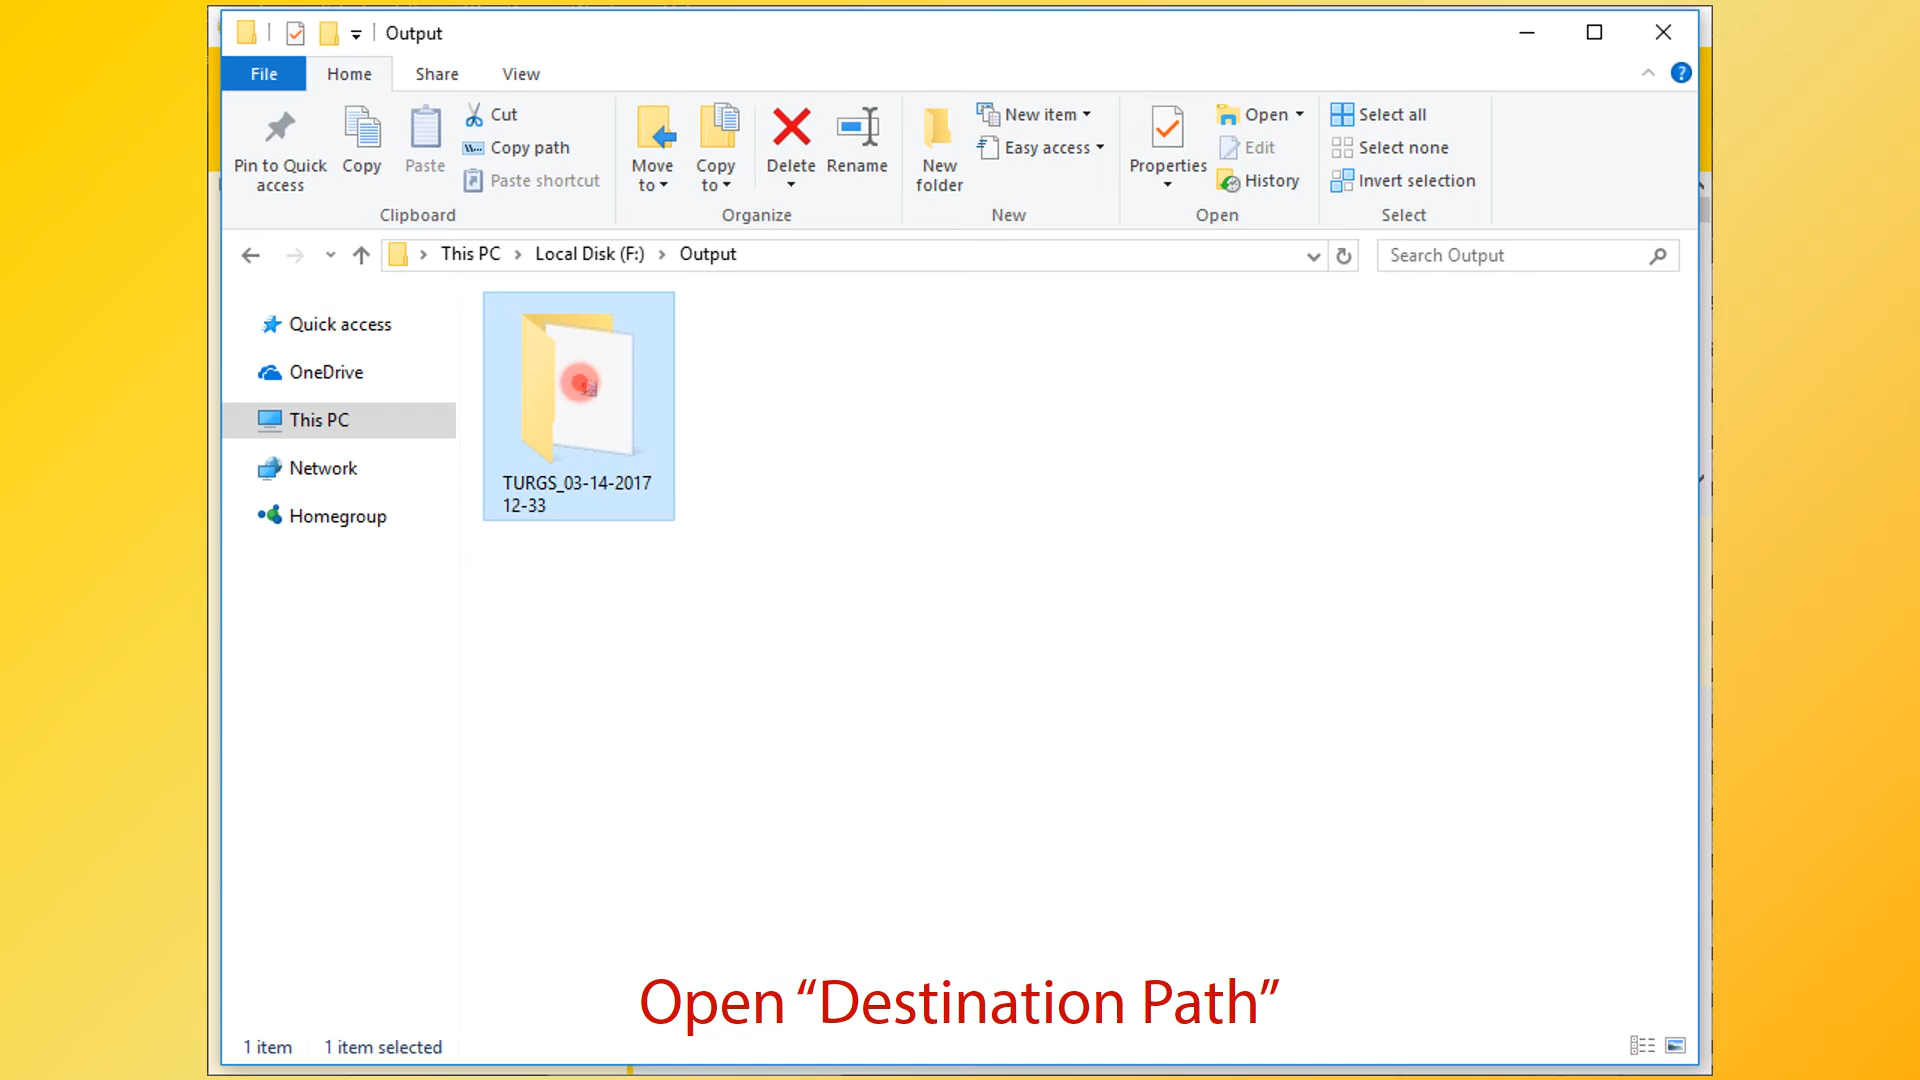 Output
File
Home
Share
View
?
Pin to Quick
access
Copy
Paste
Cut
Copy path
Paste shortcut
Clipboard
Move
to
Copy
to
Delete
Rename
Organize
New
folder
New item
Easy access
New
Properties
Open
Edit
History
Open
Select all
Select none
Invert selection
Select
This PC
Local Disk (F:)
Output
Search Output
Quick access
OneDrive
This PC
Network
Homegroup
TURGS_03-14-2017
12-33
Open “Destination Path”
1 item
1 item selected